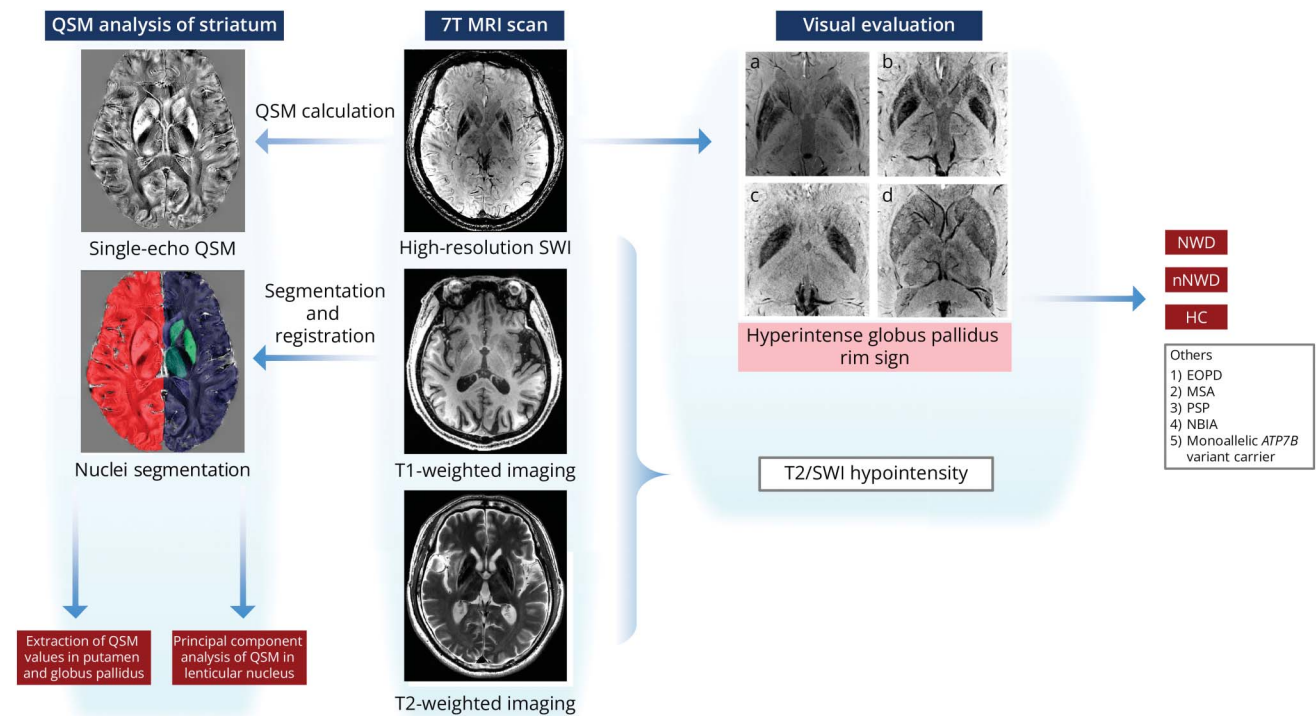 QSM analysis of striatum
7T MRI scan
Visual evaluation
QSM calculation
Single-echo QSM
High-resolution SWI
a
b
c
d
Hyperintense globus pallidus
rim sign
Segmentation
and
registration
Nuclei segmentation
T1-weighted imaging
T2/SWI hypointensity
T2-weighted imaging
Extraction of QSM
values in putamen
and globus pallidus
Principal component
analysis of QSM in
lenticular nucleus
NWD
nNWD
HC
Others
1) EOPD
2) MSA
3) PSP
4) NBIA
5) Monoallelic ATP7B
variant carrier